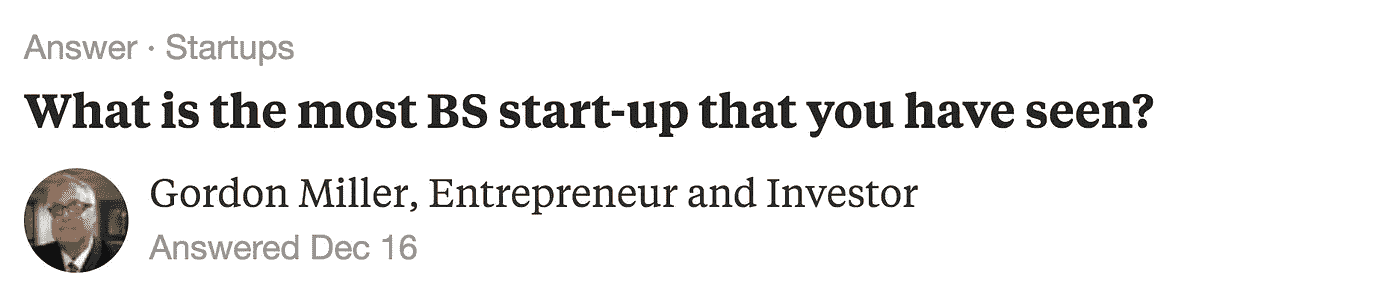 Answer · Startups
What is the most BS start-up that you have seen?
Gordon Miller, Entrepreneur and Investor
Answered Dec 16